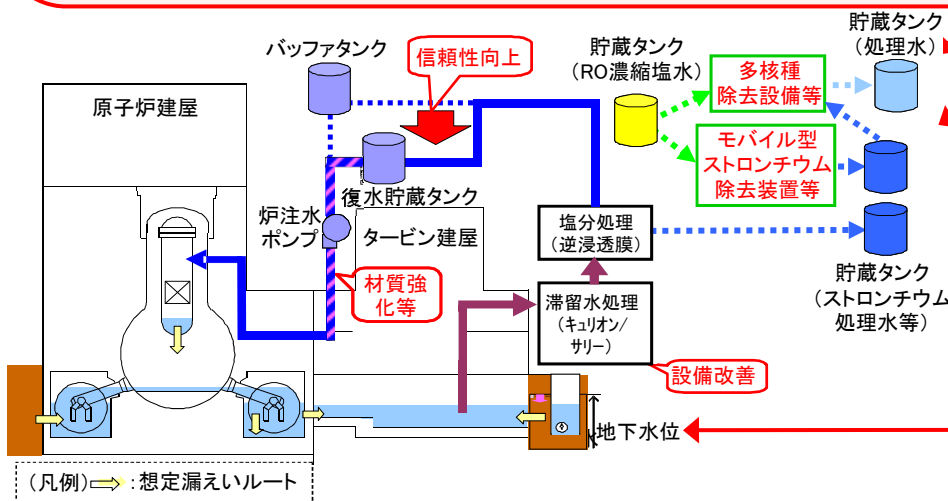 バッファタンク
信頼性向上
貯蔵タンク
(RO濃縮塩水)
多核種
除去設備等
貯蔵タンク
(処理水)
原子炉建屋
モバイル型
ストロンチウム
除去装置等
復水貯蔵タンク
炉注水
ポンプ
タービン建屋
塩分処理
(逆浸透膜)
材質強
化等
滞留水処理
(キュリオン/
サリー)
貯蔵タンク
(ストロンチウム
処理水等)
設備改善
地下水位
(凡例) :想定漏えいルート